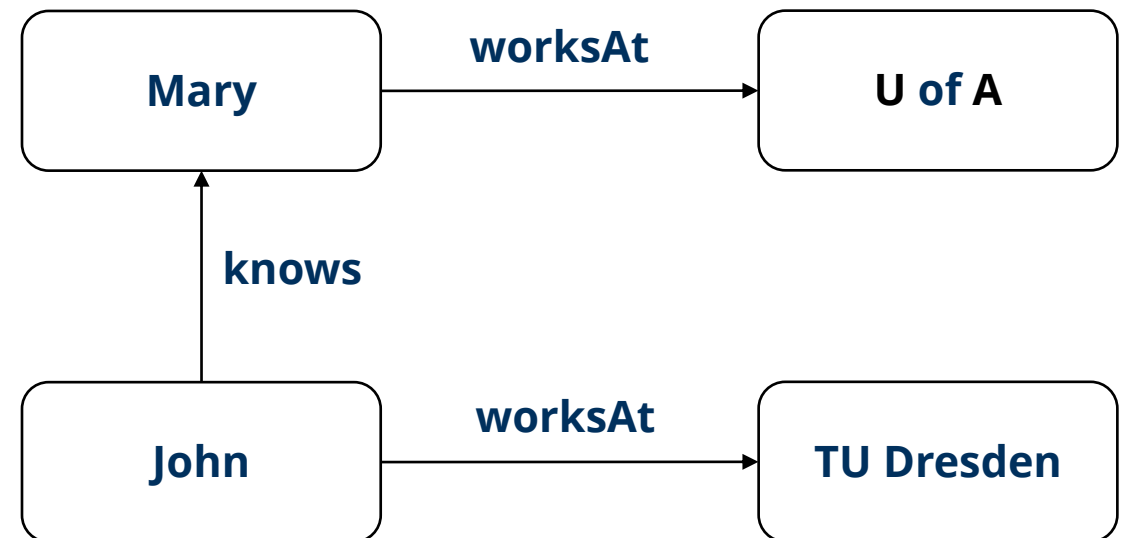 worksAt
Mary
U of A
knows
worksAt
John
TU Dresden